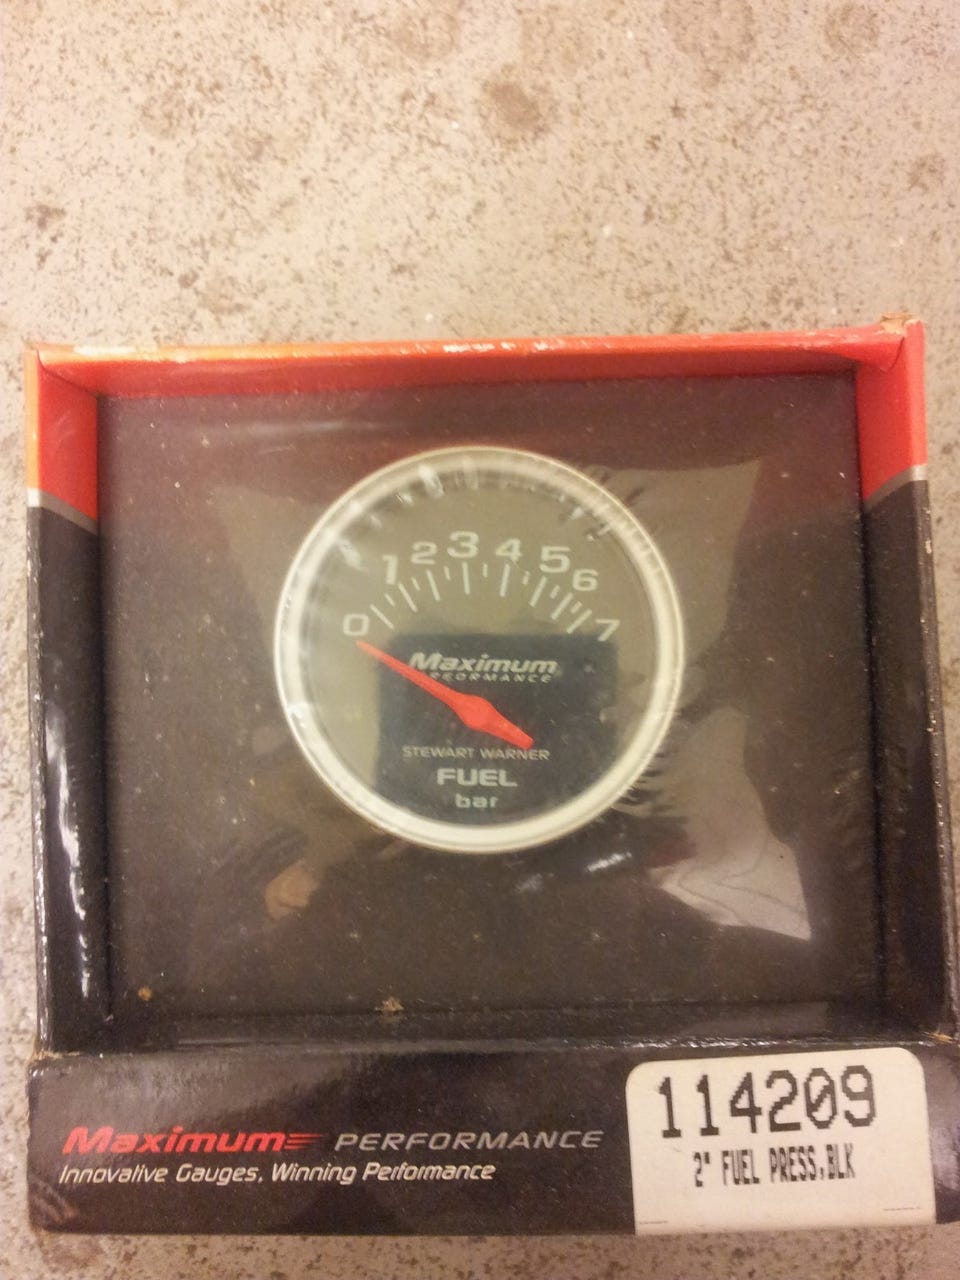 0 1 2 3 4 5 6 7
Maximum
PERFORMANCE
STEWART WARNER
FUEL
bar
Maximum PERFORMANCE
Innovative Gauges, Winning Performance
114209
2" FUEL PRESS,BLK